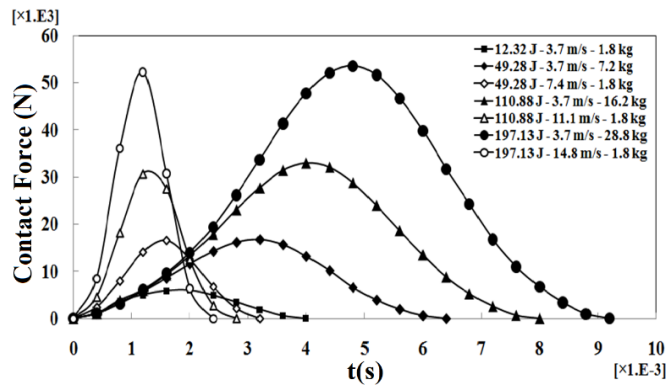 [×1.E3]
60
50
40
30
20
10
0
Contact Force (N)
12.32 J - 3.7 m/s - 1.8 kg
49.28 J - 3.7 m/s - 7.2 kg
49.28 J - 7.4 m/s - 1.8 kg
110.88 J - 3.7 m/s - 16.2 kg
110.88 J - 11.1 m/s - 1.8 kg
197.13 J - 3.7 m/s - 28.8 kg
197.13 J - 14.8 m/s - 1.8 kg
0 1 2 3 4 5 6 7 8 9 10
t(s)
[×1.E-3]